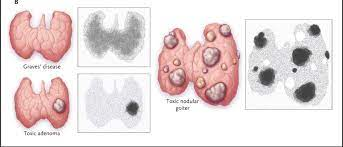 B
Graves' disease
Toxic adenoma
Toxic nodular
goiter